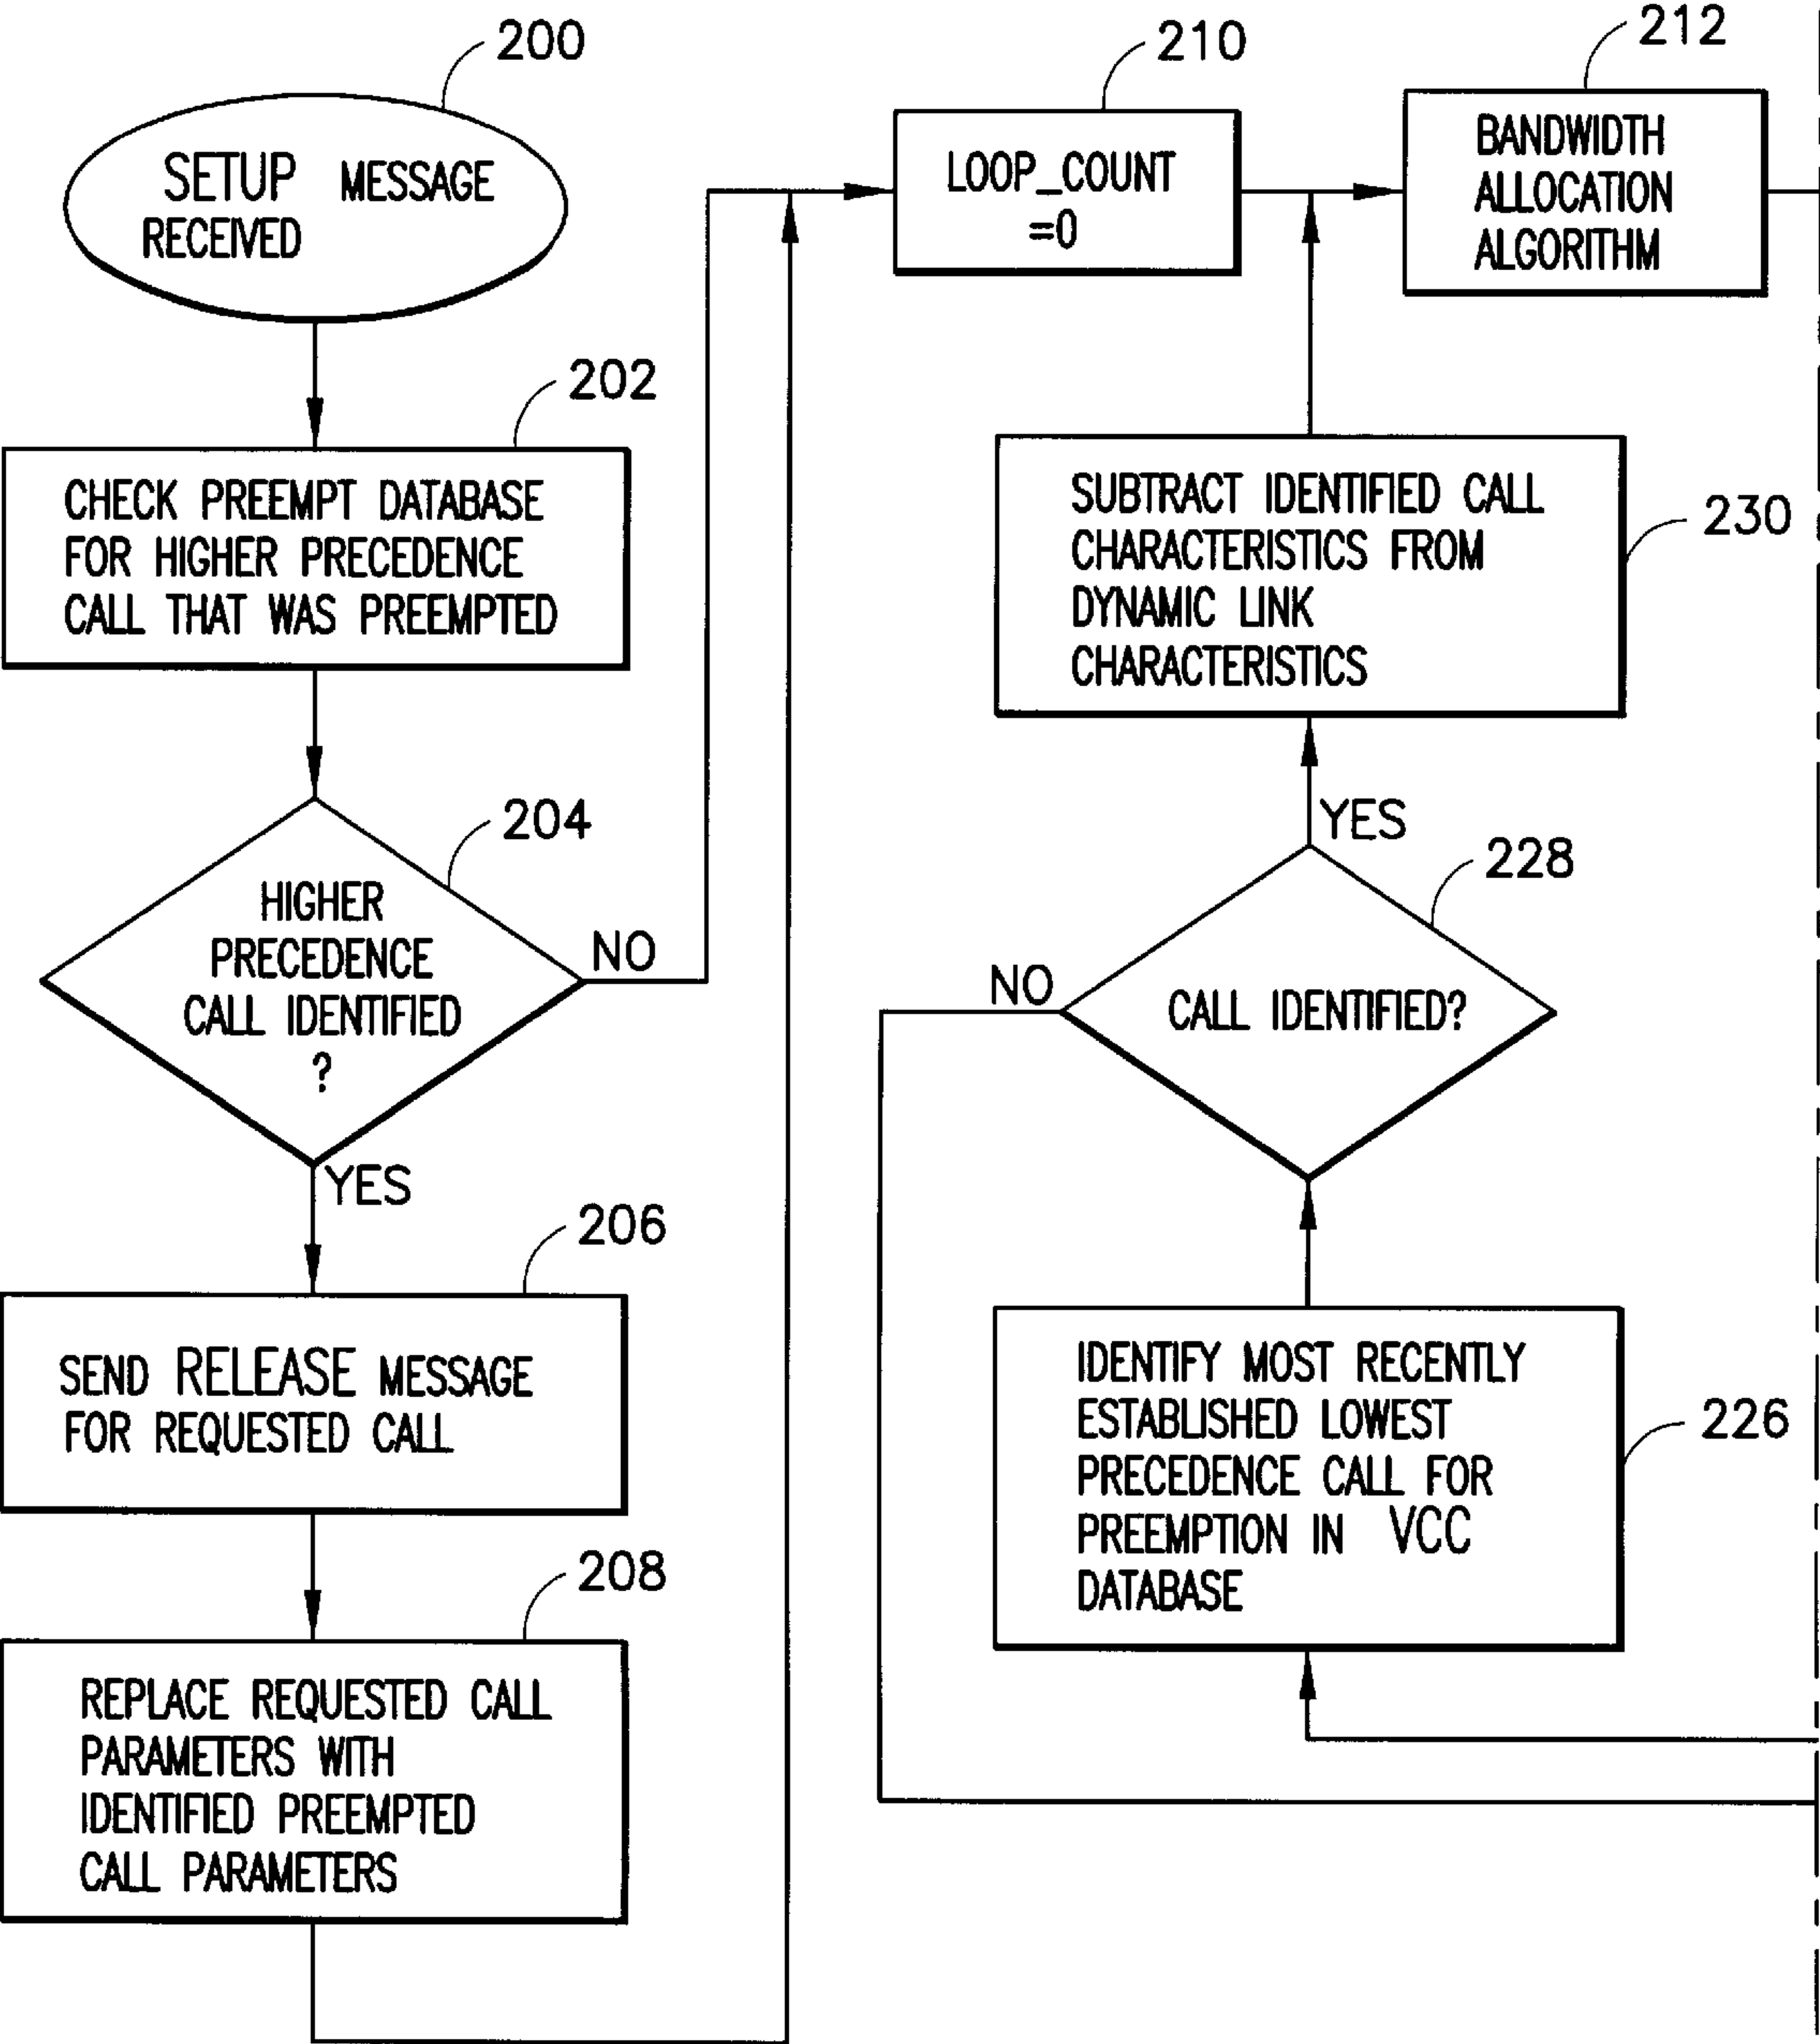 200
SETUP MESSAGE
RECEIVED
202
CHECK PREEMPT DATABASE
FOR HIGHER PRECEDENCE
CALL THAT WAS PREEMPTED
204
HIGHER
PRECEDENCE
CALL IDENTIFIED
?
NO
YES
206
SEND RELEASE MESSAGE
FOR REQUESTED CALL
208
REPLACE REQUESTED CALL
PARAMETERS WITH
IDENTIFIED PREEMPTED
CALL PARAMETERS
210
LOOP_COUNT
=0
212
BANDWIDTH
ALLOCATION
ALGORITHM
SUBTRACT IDENTIFIED CALL
CHARACTERISTICS FROM
DYNAMIC LINK
CHARACTERISTICS
230
YES
228
NO
CALL IDENTIFIED?
IDENTIFY MOST RECENTLY
ESTABLISHED LOWEST
PRECEDENCE CALL FOR
PREEMPTION IN VCC
DATABASE
226